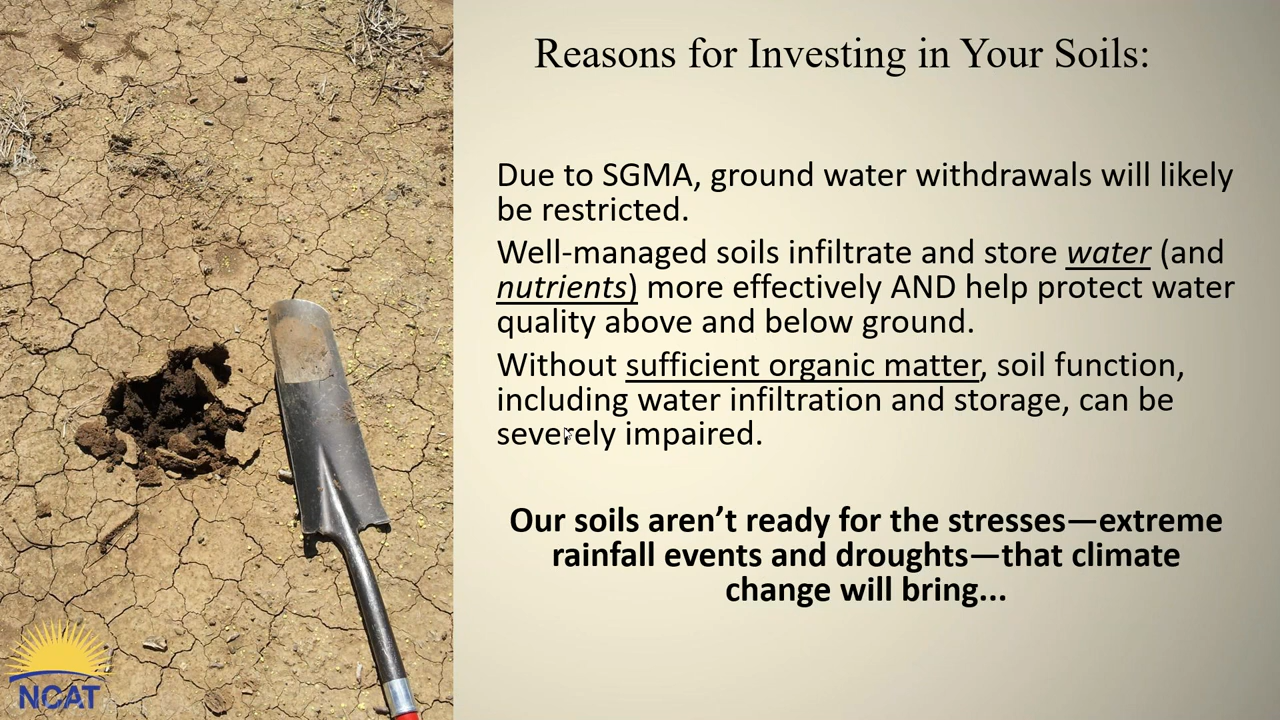 Reasons for Investing in Your Soils:
Due to SGMA, ground water withdrawals will likely
be restricted.
Well-managed soils infiltrate and store water (and
nutrients) more effectively AND help protect water
quality above and below ground.
Without sufficient organic matter, soil function,
including water infiltration and storage, can be
severely impaired.
Our soils aren’t ready for the stresses—extreme
rainfall events and droughts—that climate
change will bring...
NCAT